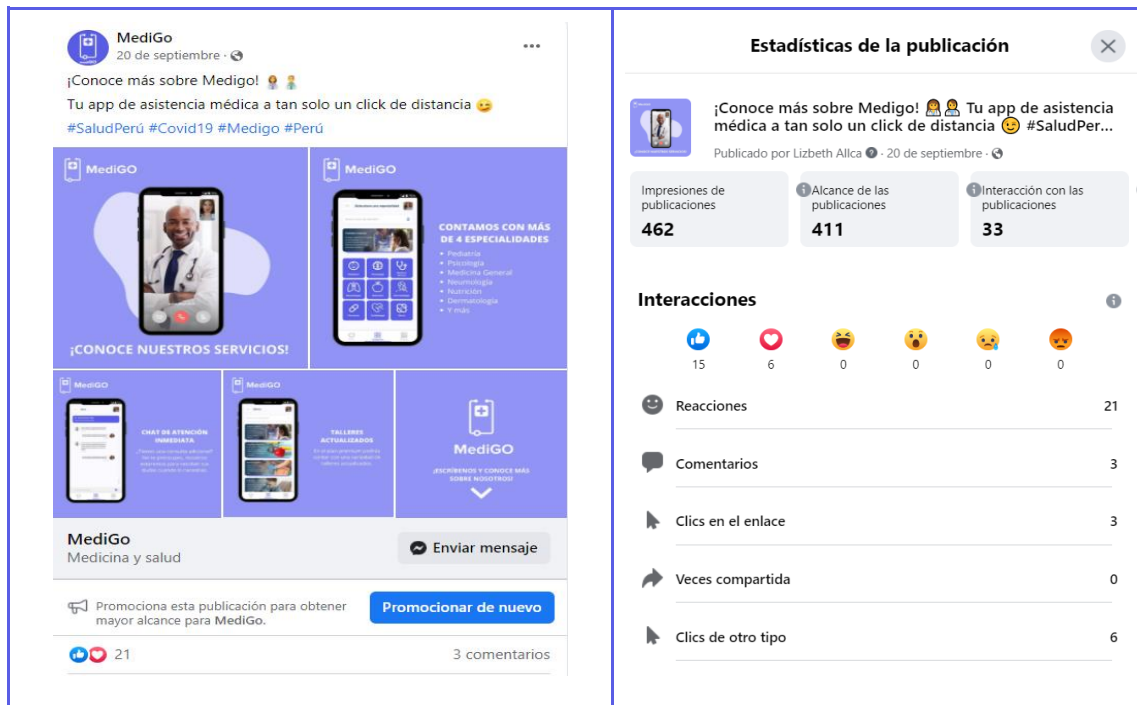 MediGo
20 de septiembre ·
¡Conoce más sobre Medigo!
Tu app de asistencia médica a tan solo un click de distancia
#SaludPerú #Covid19 #Medigo #Perú
MediGO
¡CONOCE NUESTROS SERVICIOS!
MediGO
CONTAMOS CON MÁS
DE 4 ESPECIALIDADES
• Pediatría
• Psicología
• Medicina General
• Neumología
• Nutrición
• Dermatología
• Y más
MediGO
CHAT DE ATENCIÓN
INMEDIATA
MediGO
TALLERES
ACTUALIZADOS
MediGO
¡ESCRÍBENOS Y CONOCE MÁS
SOBRE NOSOTROS!
MediGo
Medicina y salud
Enviar mensaje
Promociona esta publicación para obtener
mayor alcance para MediGo.
Promocionar de nuevo
21
3 comentarios
Estadísticas de la publicación
¡Conoce más sobre Medigo! Tu app de asistencia
médica a tan solo un click de distancia #SaludPer...
Publicado por Lizbeth Allca · 20 de septiembre ·
Impresiones de
publicaciones
462
Alcance de las
publicaciones
411
Interacción con las
publicaciones
33
Interacciones
15 6 0 0 0 0
Reacciones 21
Comentarios 3
Clics en el enlace 3
Veces compartida 0
Clics de otro tipo 6